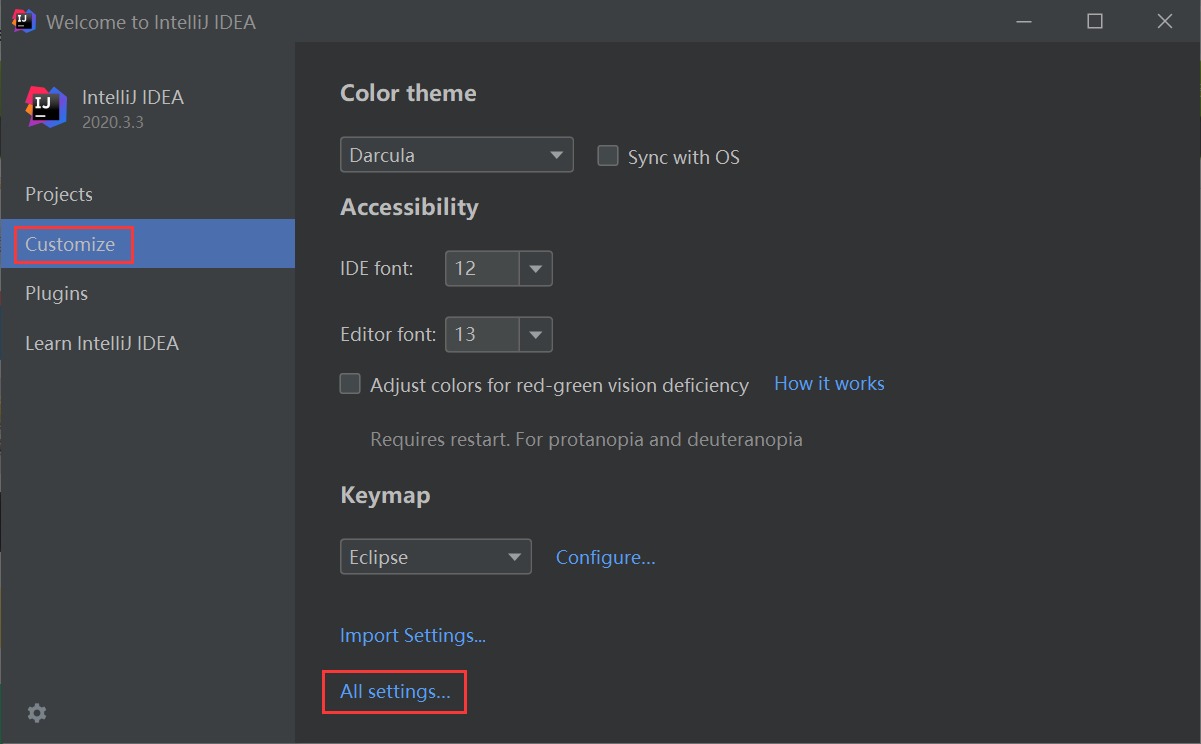 Welcome to IntelliJ IDEA
IJ
IntelliJ IDEA
2020.3.3
Projects
Customize
Plugins
Learn IntelliJ IDEA
Color theme
Darcula
Sync with OS
Accessibility
IDE font:
12
Editor font:
13
Adjust colors for red-green vision deficiency
How it works
Requires restart. For protanopia and deuteranopia
Keymap
Eclipse
Configure...
Import Settings...
All settings...